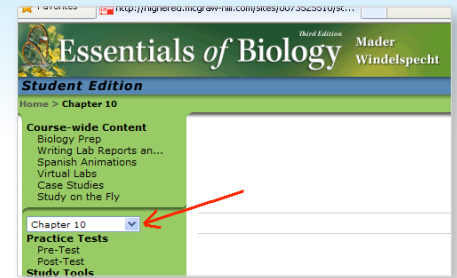 Favorites
http://highered.mcgraw-hill.com/sites/0073525510/st...
Third Edition
Essentials of Biology
Mader
Windelspecht
Student Edition
Home > Chapter 10
Course-wide Content
Biology Prep
Writing Lab Reports an...
Spanish Animations
Virtual Labs
Case Studies
Study on the Fly
Chapter 10
Practice Tests
Pre-Test
Post-Test
Study Tools